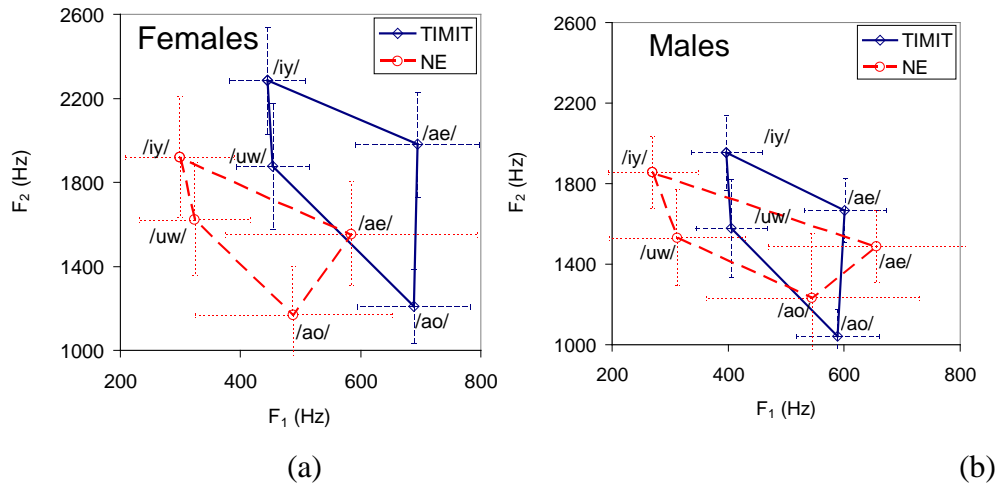 Females
TIMIT
NE
2600
2200
1800
1400
1000
F2 (Hz)
/iy/
/uw/
/ae/
/ao/
/iy/
/uw/
/ae/
/ao/
200
400
600
800
F1 (Hz)
(a)
Males
TIMIT
NE
2600
2200
1800
1400
1000
F2 (Hz)
/iy/
/ae/
/uw/
/ao/
/iy/
/uw/
/ae/
/ao/
200
400
600
800
F1 (Hz)
(b)